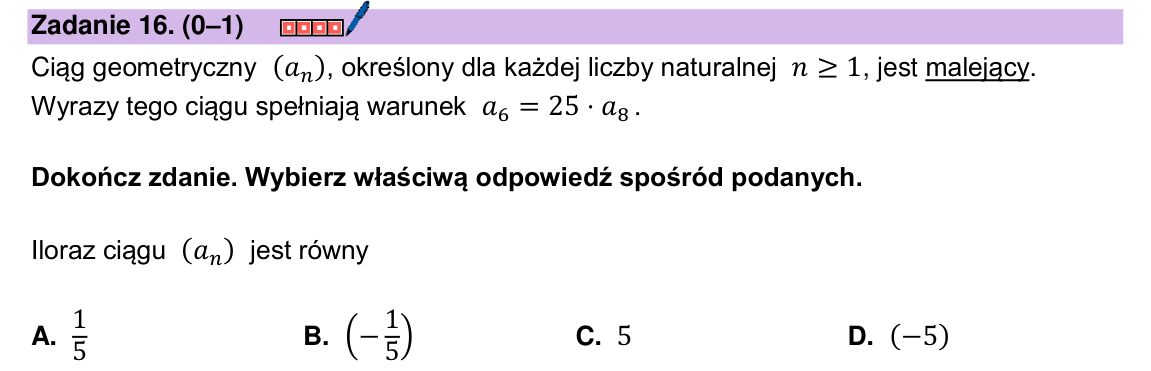 Zadanie 16. (0–1)
Ciąg geometryczny (aₙ), określony dla każdej liczby naturalnej n ≥ 1, jest malejący.
Wyrazy tego ciągu spełniają warunek a₆ = 25 · a₈ .
Dokończ zdanie. Wybierz właściwą odpowiedź spośród podanych.
Iloraz ciągu (aₙ) jest równy
A. 1/5 B. (−1/5) C. 5 D. (−5)